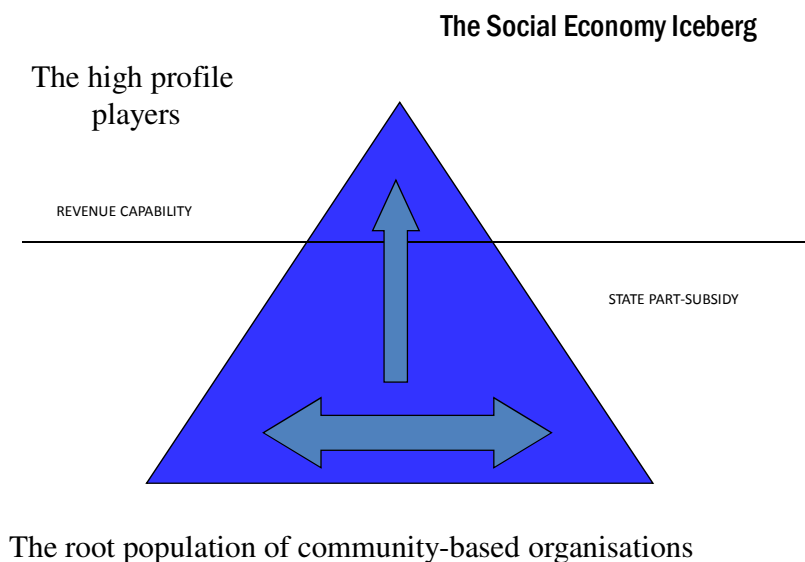 The Social Economy Iceberg
The high profile
players
REVENUE CAPABILITY
STATE PART-SUBSIDY
The root population of community-based organisations